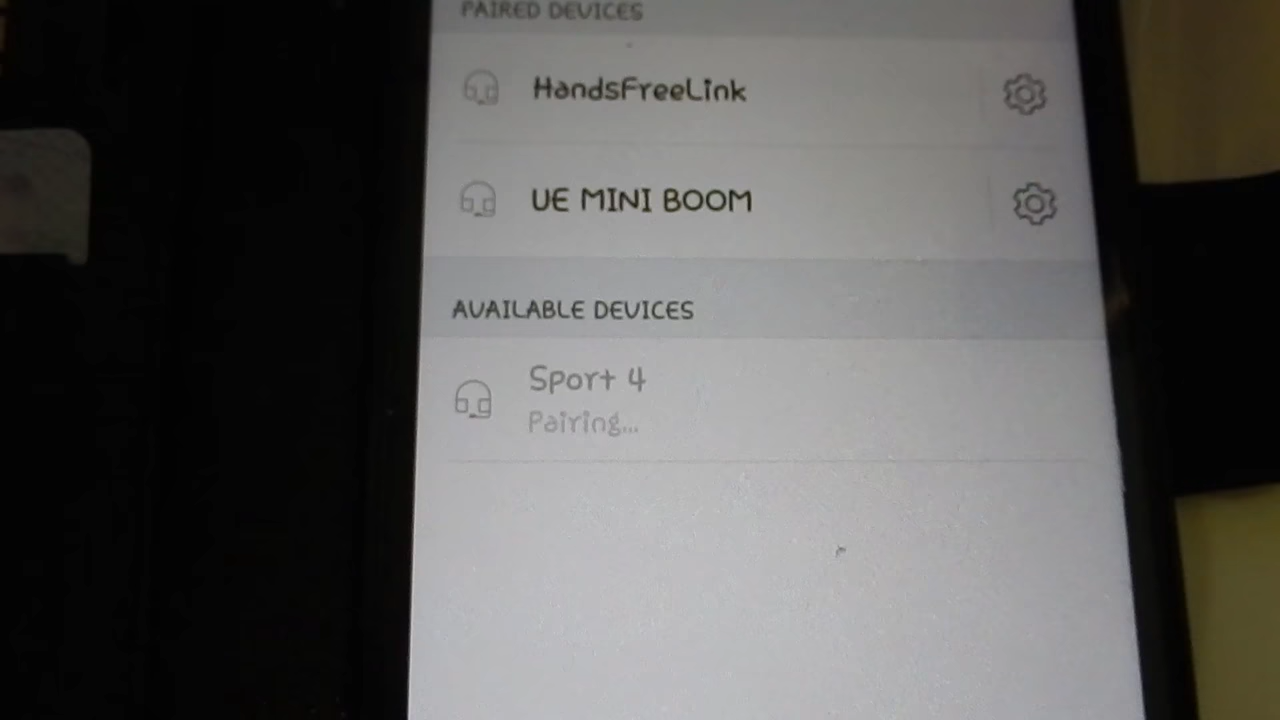 PAIRED DEVICES
HandsFreeLink
UE MINI BOOM
AVAILABLE DEVICES
Sport 4
Pairing...